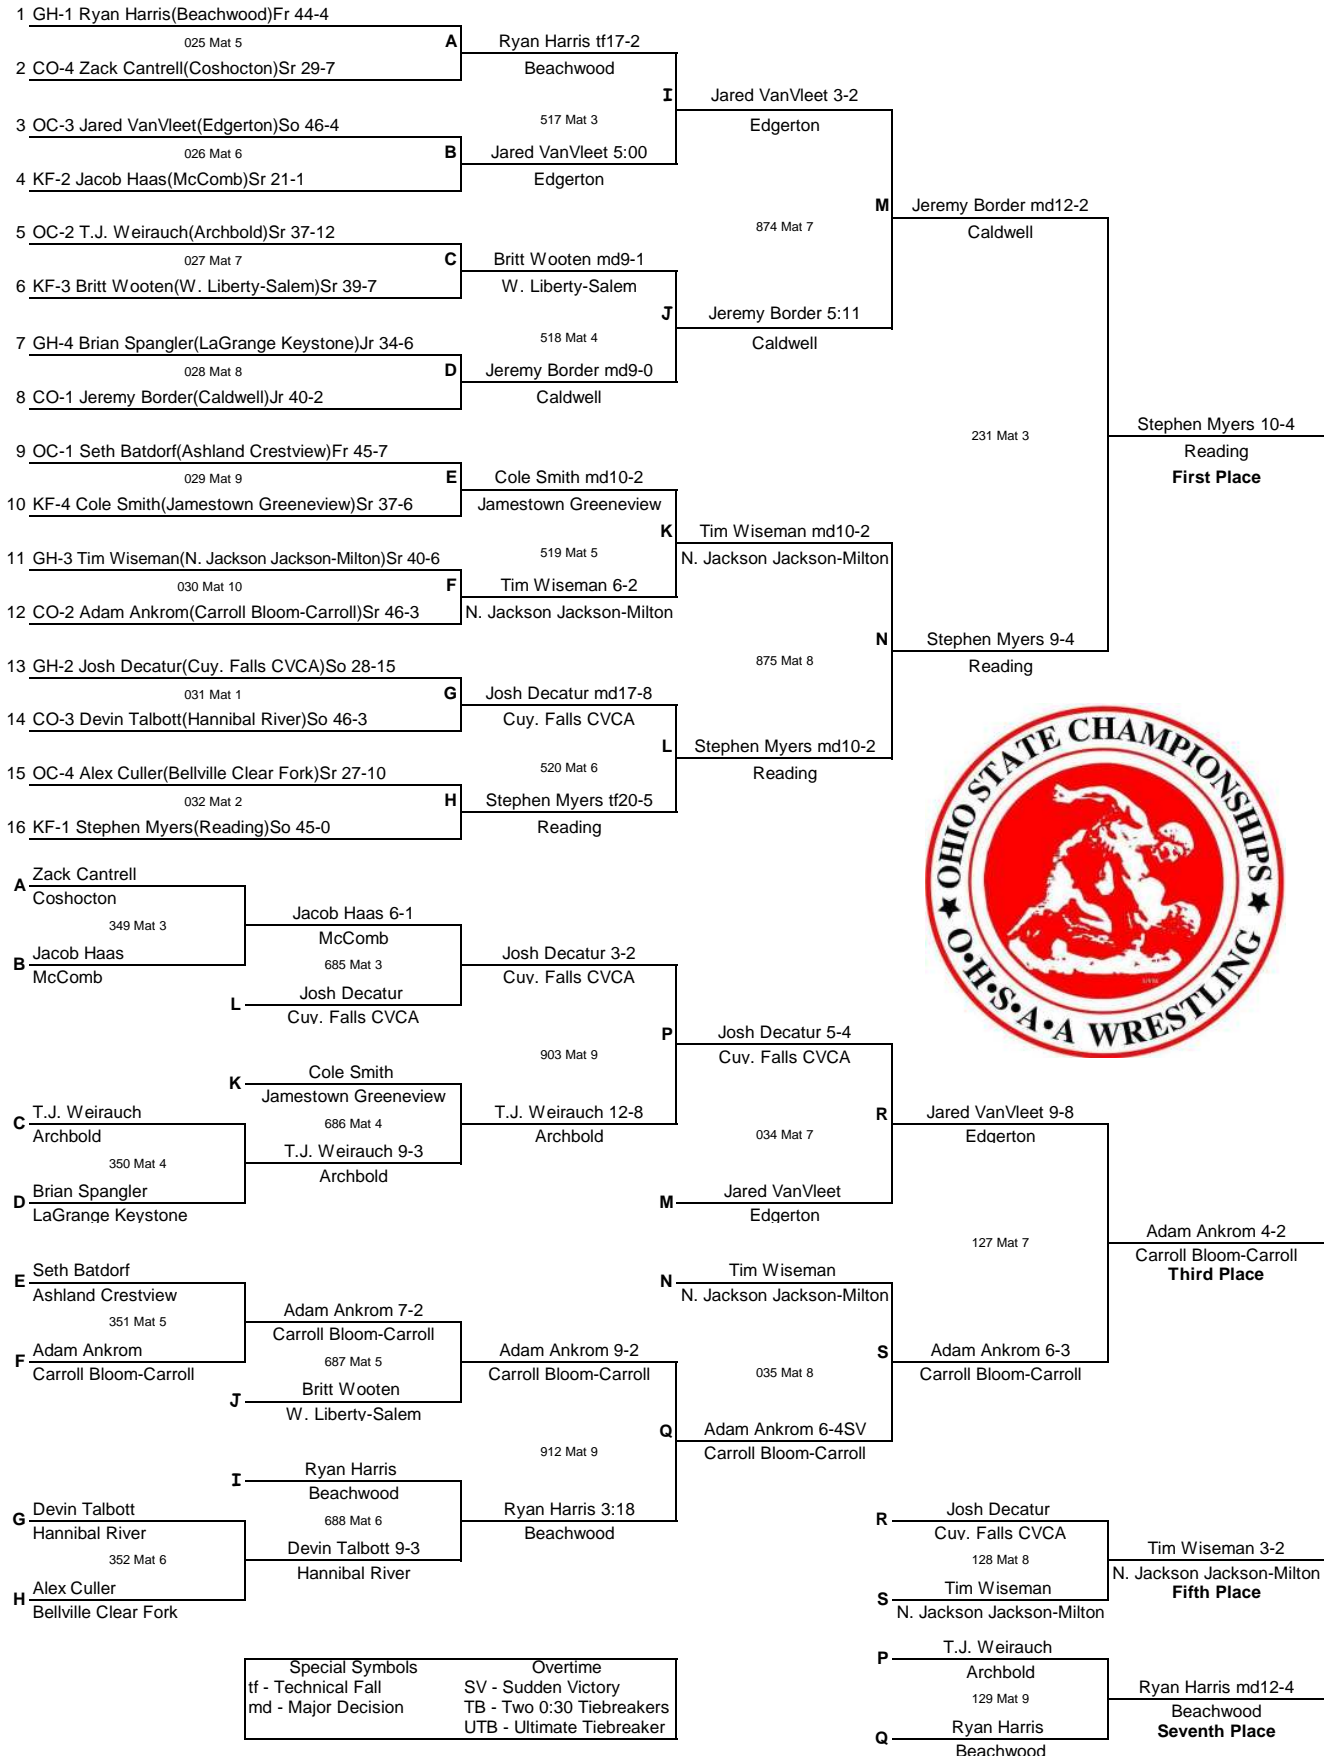 1 GH-1 Ryan Harris(Beachwood)Fr 44-4
025 Mat 5
A
2 CO-4 Zack Cantrell(Coshocton)Sr 29-7
Ryan Harris tf17-2
Beachwood
I
517 Mat 3
3 OC-3 Jared VanVleet(Edgerton)So 46-4
026 Mat 6
B
4 KF-2 Jacob Haas(McComb)Sr 21-1
Jared VanVleet 5:00
Edgerton
Jared VanVleet 3-2
Edgerton
M
874 Mat 7
5 OC-2 T.J. Weirauch(Archbold)Sr 37-12
027 Mat 7
C
6 KF-3 Britt Wooten(W. Liberty-Salem)Sr 39-7
Britt Wooten md9-1
W. Liberty-Salem
J
518 Mat 4
7 GH-4 Brian Spangler(LaGrange Keystone)Jr 34-6
028 Mat 8
D
8 CO-1 Jeremy Border(Caldwell)Jr 40-2
Jeremy Border md9-0
Caldwell
Jeremy Border 5:11
Caldwell
Jeremy Border md12-2
Caldwell
231 Mat 3
Stephen Myers 10-4
Reading
First Place
9 OC-1 Seth Batdorf(Ashland Crestview)Fr 45-7
029 Mat 9
E
10 KF-4 Cole Smith(Jamestown Greeneview)Sr 37-6
Cole Smith md10-2
Jamestown Greeneview
K
519 Mat 5
11 GH-3 Tim Wiseman(N. Jackson Jackson-Milton)Sr 40-6
030 Mat 10
F
12 CO-2 Adam Ankrom(Carroll Bloom-Carroll)Sr 46-3
Tim Wiseman 6-2
N. Jackson Jackson-Milton
Tim Wiseman md10-2
N. Jackson Jackson-Milton
N
875 Mat 8
13 GH-2 Josh Decatur(Cuy. Falls CVCA)So 28-15
031 Mat 1
G
14 CO-3 Devin Talbott(Hannibal River)So 46-3
Josh Decatur md17-8
Cuy. Falls CVCA
L
520 Mat 6
15 OC-4 Alex Culler(Bellville Clear Fork)Sr 27-10
032 Mat 2
H
16 KF-1 Stephen Myers(Reading)So 45-0
Stephen Myers tf20-5
Reading
Stephen Myers md10-2
Reading
Stephen Myers 9-4
Reading
OHIO STATE CHAMPIONSHIPS
O•H•S•A•A WRESTLING
A Zack Cantrell
Coshocton
349 Mat 3
B Jacob Haas
McComb
Jacob Haas 6-1
McComb
685 Mat 3
L Josh Decatur
Cuy. Falls CVCA
Josh Decatur 3-2
Cuy. Falls CVCA
P
903 Mat 9
K Cole Smith
Jamestown Greeneview
686 Mat 4
C T.J. Weirauch
Archbold
350 Mat 4
D Brian Spangler
LaGrange Keystone
T.J. Weirauch 9-3
Archbold
T.J. Weirauch 12-8
Archbold
Josh Decatur 5-4
Cuy. Falls CVCA
R
034 Mat 7
M Jared VanVleet
Edgerton
Jared VanVleet 9-8
Edgerton
127 Mat 7
Adam Ankrom 4-2
Carroll Bloom-Carroll
Third Place
E Seth Batdorf
Ashland Crestview
351 Mat 5
F Adam Ankrom
Carroll Bloom-Carroll
Adam Ankrom 7-2
Carroll Bloom-Carroll
687 Mat 5
J Britt Wooten
W. Liberty-Salem
Adam Ankrom 9-2
Carroll Bloom-Carroll
Q
912 Mat 9
N Tim Wiseman
N. Jackson Jackson-Milton
S
035 Mat 8
Adam Ankrom 6-4SV
Carroll Bloom-Carroll
Adam Ankrom 6-3
Carroll Bloom-Carroll
I Ryan Harris
Beachwood
688 Mat 6
G Devin Talbott
Hannibal River
352 Mat 6
H Alex Culler
Bellville Clear Fork
Devin Talbott 9-3
Hannibal River
Ryan Harris 3:18
Beachwood
R Josh Decatur
Cuy. Falls CVCA
128 Mat 8
S Tim Wiseman
N. Jackson Jackson-Milton
Tim Wiseman 3-2
N. Jackson Jackson-Milton
Fifth Place
P T.J. Weirauch
Archbold
129 Mat 9
Q Ryan Harris
Beachwood
Ryan Harris md12-4
Beachwood
Seventh Place
Special Symbols
tf - Technical Fall
md - Major Decision
Overtime
SV - Sudden Victory
TB - Two 0:30 Tiebreakers
UTB - Ultimate Tiebreaker